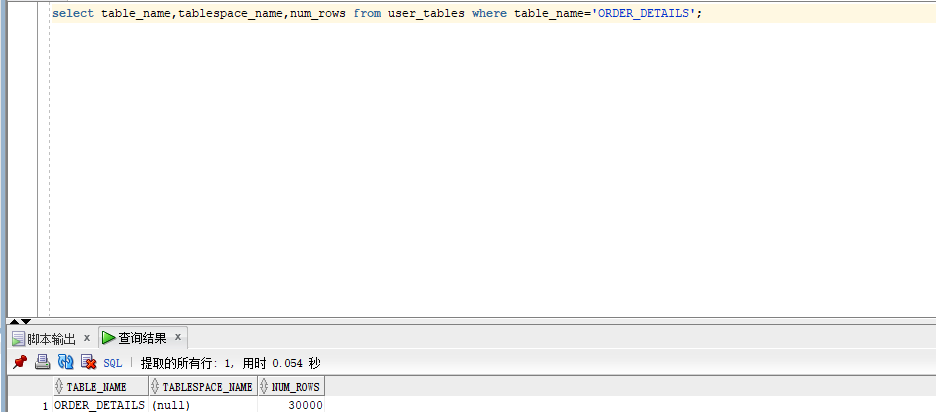 select table_name,tablespace_name,num_rows from user_tables where table_name='ORDER_DETAILS';
脚本输出 x 查询结果 x
SQL | 提取的所有行: 1, 用时 0.054 秒
TABLE_NAME TABLESPACE_NAME NUM_ROWS
1 ORDER_DETAILS (null) 30000